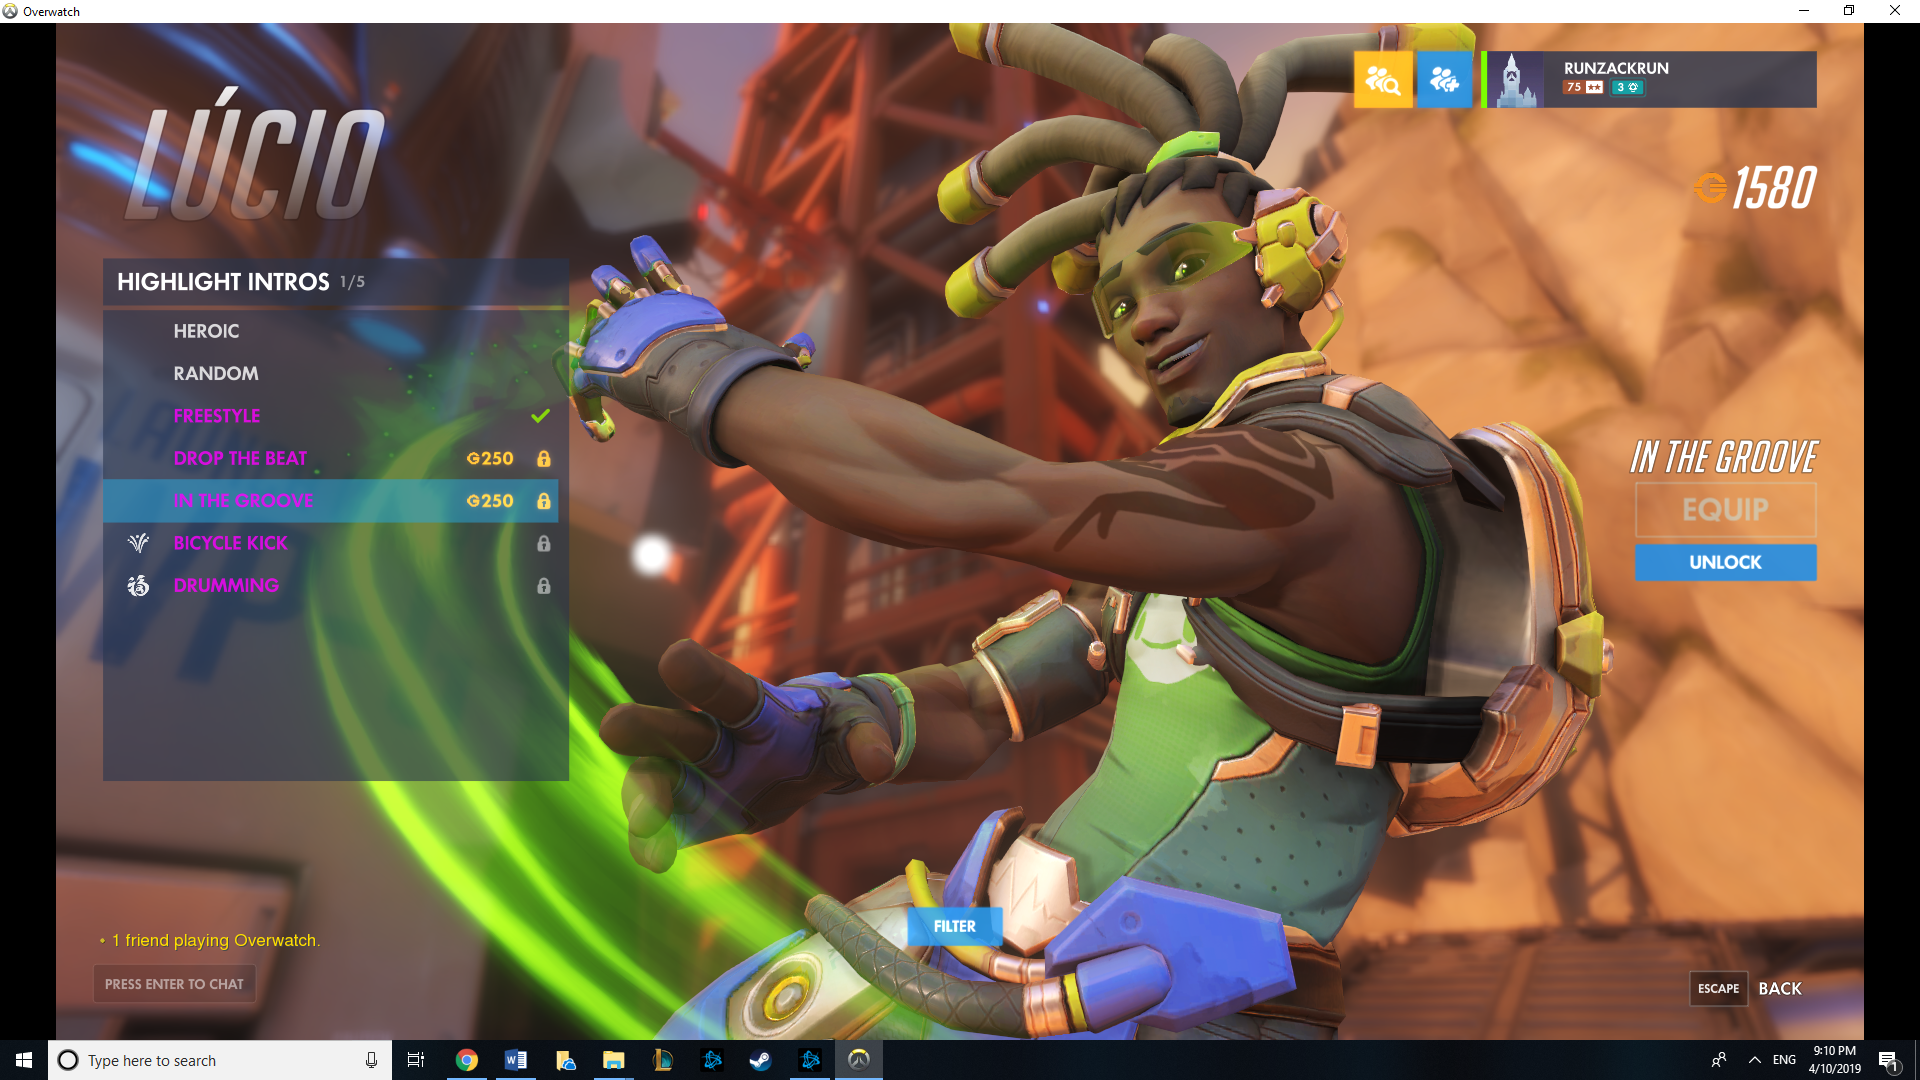 Overwatch
RUNZACKRUN
75 3
LÚCIO
1580
HIGHLIGHT INTROS 1/5
HEROIC
RANDOM
FREESTYLE
DROP THE BEAT 250
IN THE GROOVE 250
BICYCLE KICK
DRUMMING
IN THE GROOVE
EQUIP
UNLOCK
FILTER
• 1 friend playing Overwatch.
PRESS ENTER TO CHAT
ESCAPE BACK
Type here to search
ENG
9:10 PM
4/10/2019
1